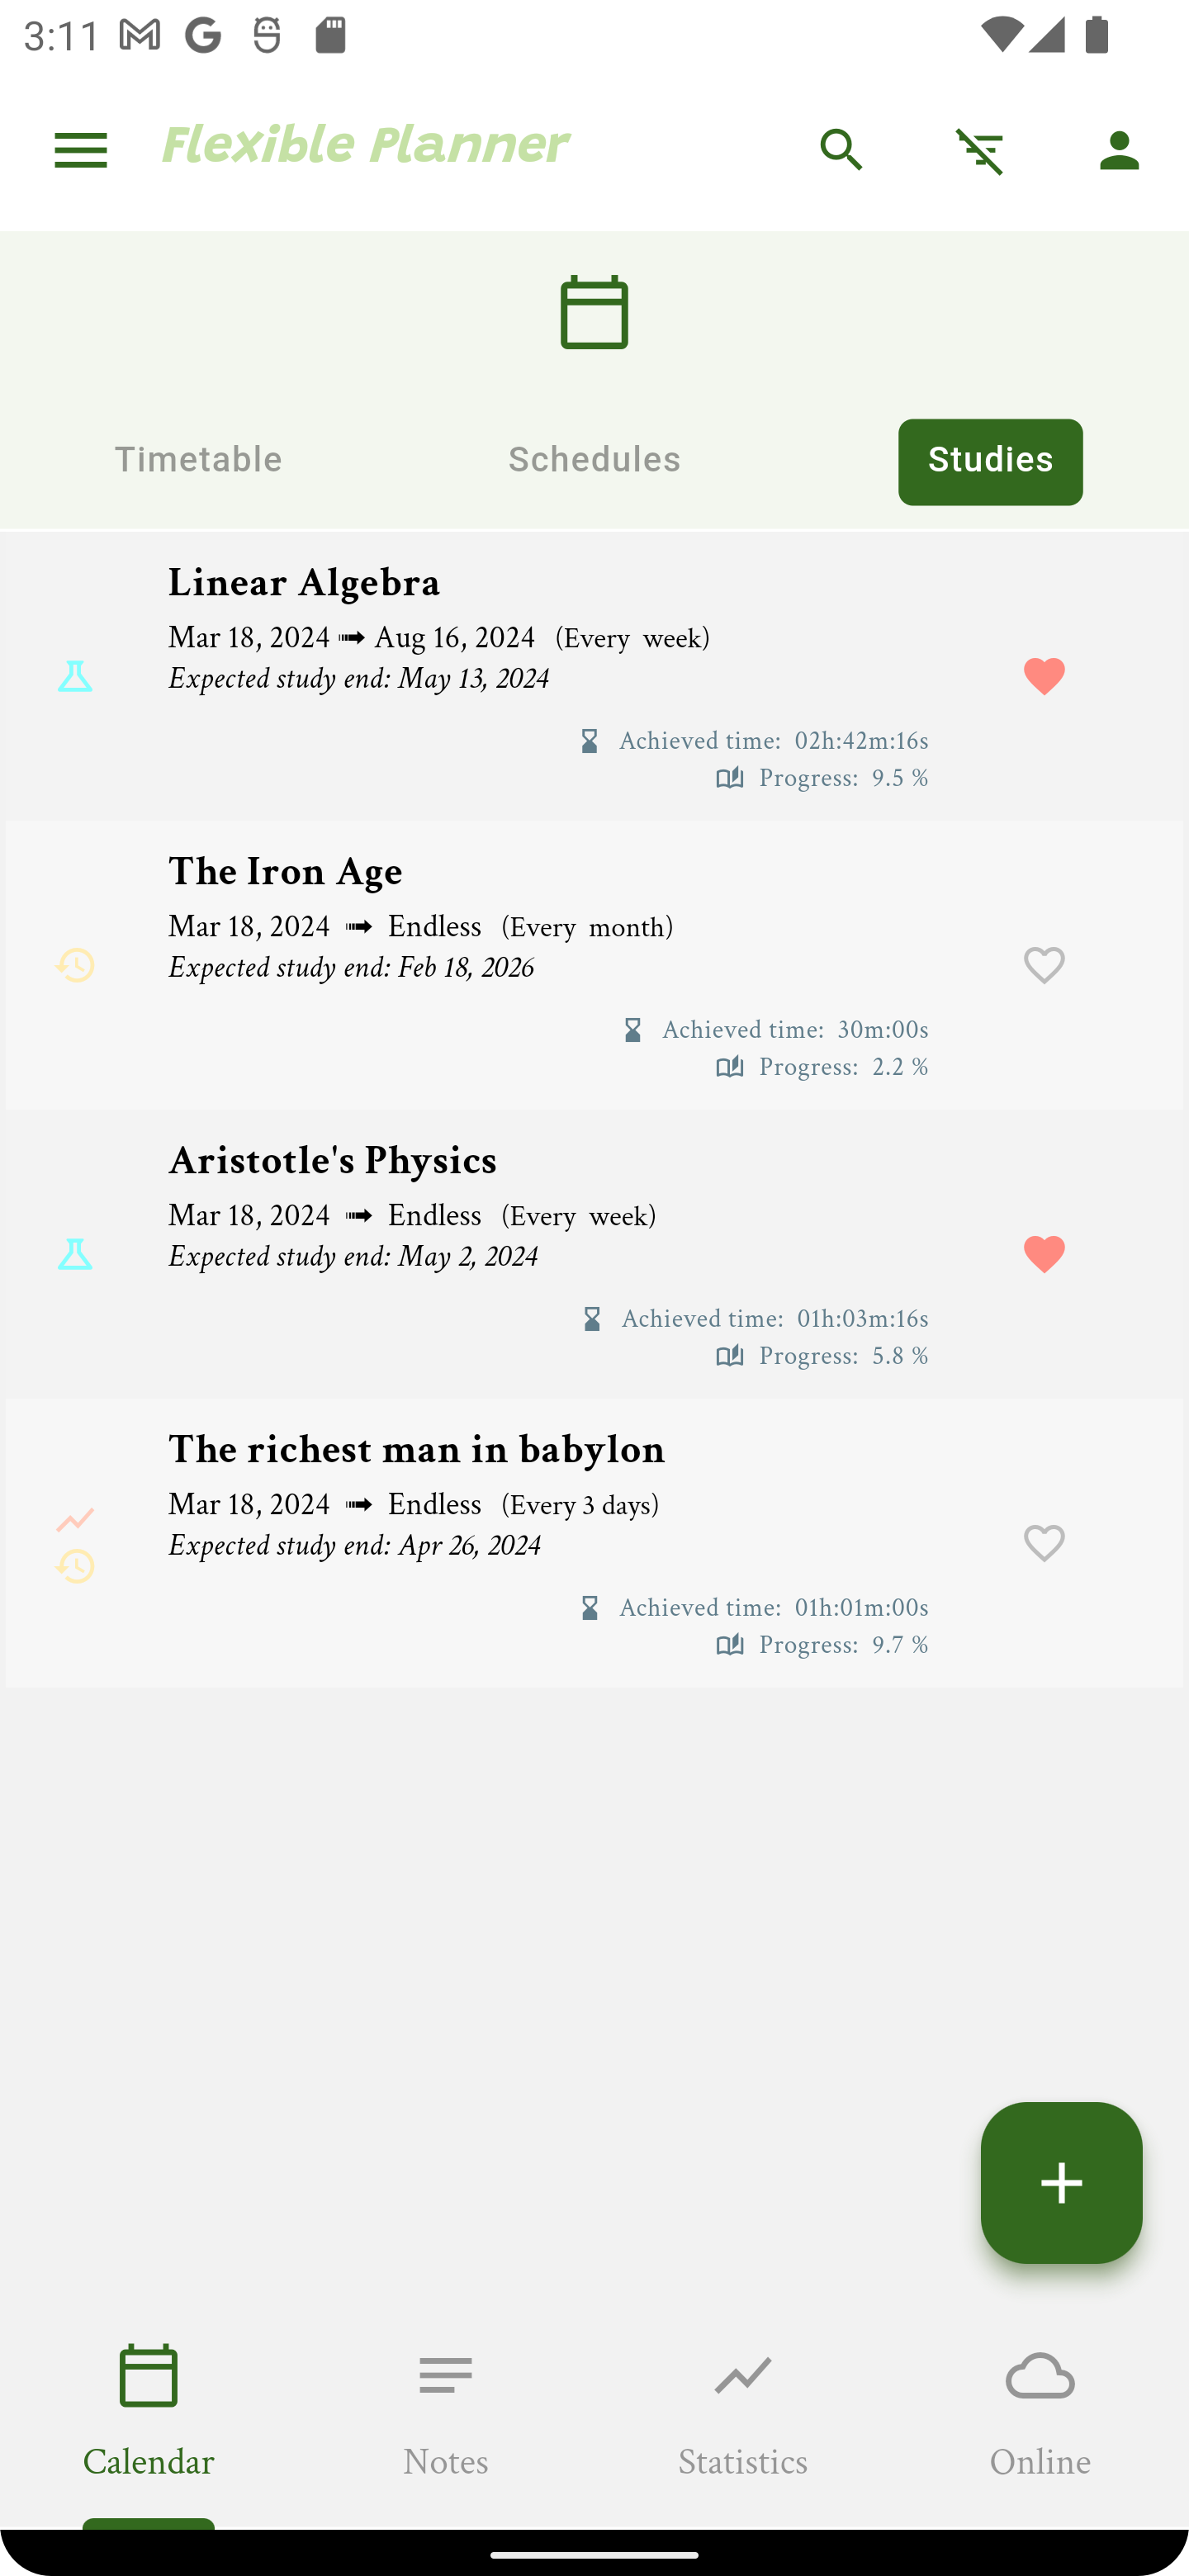 3:11
Flexible Planner
Timetable Schedules Studies
Linear Algebra
Mar 18, 2024 ➟ Aug 16, 2024 (Every week)
Expected study end: May 13, 2024
Achieved time: 02h:42m:16s
Progress: 9.5 %
The Iron Age
Mar 18, 2024 ➟ Endless (Every month)
Expected study end: Feb 18, 2026
Achieved time: 30m:00s
Progress: 2.2 %
Aristotle's Physics
Mar 18, 2024 ➟ Endless (Every week)
Expected study end: May 2, 2024
Achieved time: 01h:03m:16s
Progress: 5.8 %
The richest man in babylon
Mar 18, 2024 ➟ Endless (Every 3 days)
Expected study end: Apr 26, 2024
Achieved time: 01h:01m:00s
Progress: 9.7 %
Calendar Notes Statistics Online